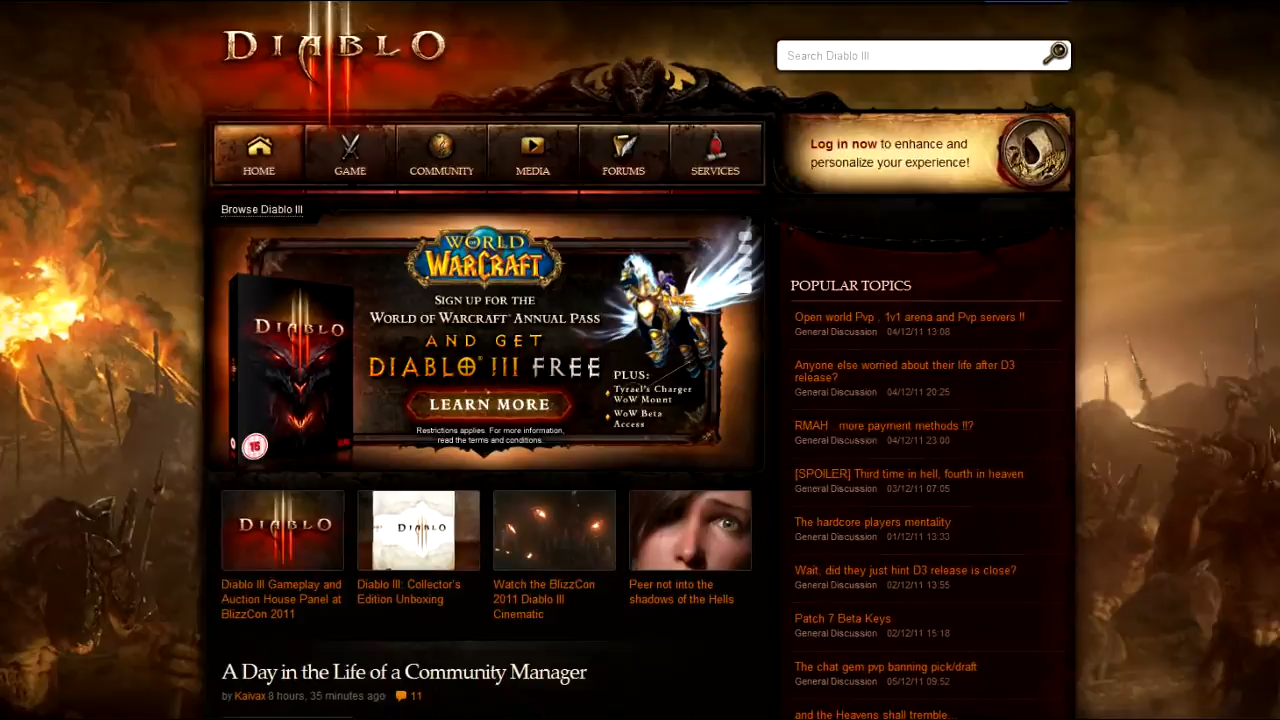 DIABLO
Search Diablo III
HOME
GAME
COMMUNITY
MEDIA
FORUMS
SERVICES
Log in now to enhance and
personalize your experience!
Browse Diablo III
WORLD
WARCRAFT
SIGN UP FOR THE
WORLD OF WARCRAFT® ANNUAL PASS
AND GET
DIABLO® III FREE
LEARN MORE
Restrictions applies. For more information,
read the terms and conditions.
PLUS:
Tyrael's Charger
WoW Mount
WoW Beta
Access
DIABLO
15
DIABLO
Diablo III Gameplay and
Auction House Panel at
BlizzCon 2011
DIABLO
Diablo III: Collector's
Edition Unboxing
Watch the BlizzCon
2011 Diablo III
Cinematic
Peer not into the
shadows of the Hells
A Day in the Life of a Community Manager
by Kaivax 8 hours, 35 minutes ago 11
POPULAR TOPICS
Open world Pvp , 1v1 arena and Pvp servers !!
General Discussion 04/12/11 13:08
Anyone else worried about their life after D3
release?
General Discussion 04/12/11 20:25
RMAH more payment methods !!?
General Discussion 04/12/11 23:00
[SPOILER] Third time in hell, fourth in heaven
General Discussion 03/12/11 07:05
The hardcore players mentality
General Discussion 01/12/11 13:33
Wait, did they just hint D3 release is close?
General Discussion 02/12/11 13:55
Patch 7 Beta Keys
General Discussion 02/12/11 15:18
The chat gem pvp banning pick/draft
General Discussion 05/12/11 09:52
and the Heavens shall tremble...